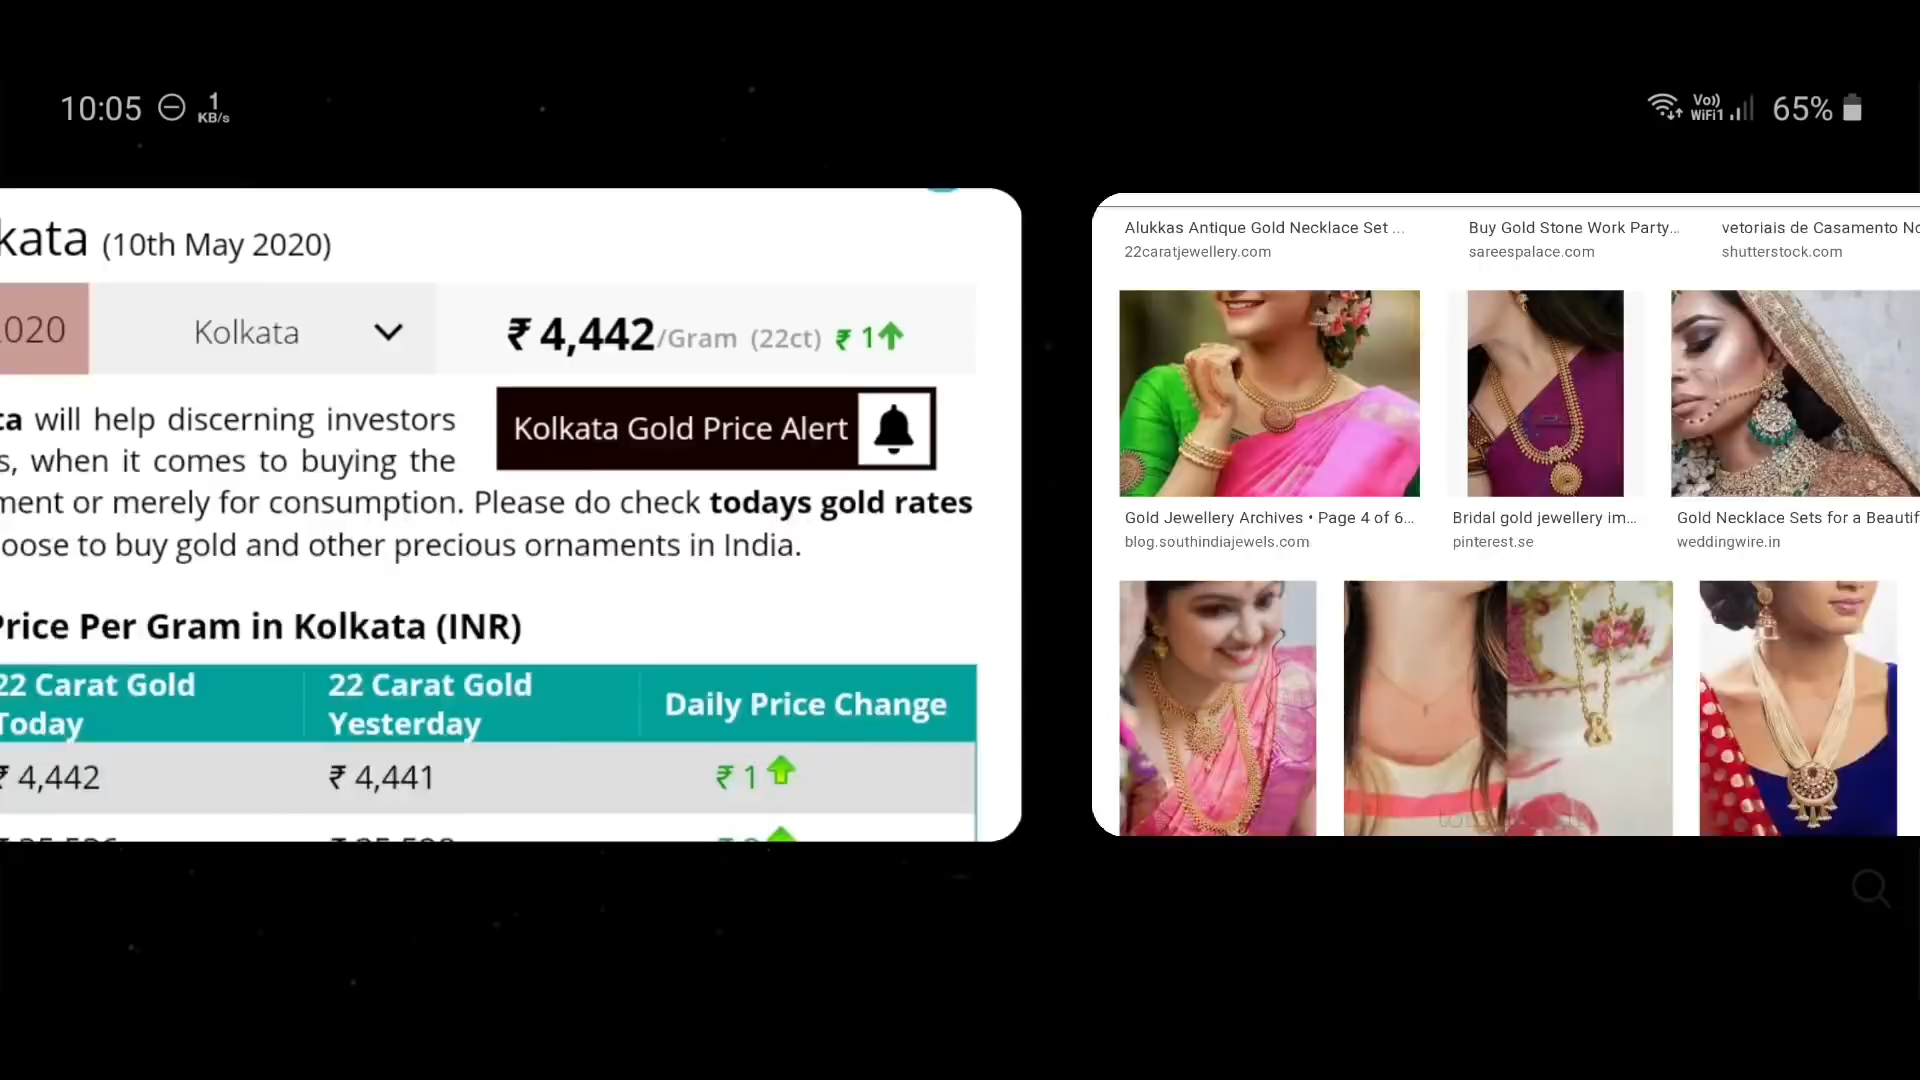 10:05
1
KB/s
Vo))
WiFi1
65%
kata (10th May 2020)
2020
Kolkata
₹ 4,442/Gram (22ct) ₹ 1
ta will help discerning investors
Kolkata Gold Price Alert
s, when it comes to buying the
ment or merely for consumption. Please do check todays gold rates
oose to buy gold and other precious ornaments in India.
Price Per Gram in Kolkata (INR)
22 Carat Gold
Today
22 Carat Gold
Yesterday
Daily Price Change
₹ 4,442
₹ 4,441
₹ 1
Alukkas Antique Gold Necklace Set ...
22caratjewellery.com
Buy Gold Stone Work Party...
sareespalace.com
vetoriais de Casamento No
shutterstock.com
Gold Jewellery Archives • Page 4 of 6...
blog.southindiajewels.com
Bridal gold jewellery im...
pinterest.se
Gold Necklace Sets for a Beautif
weddingwire.in